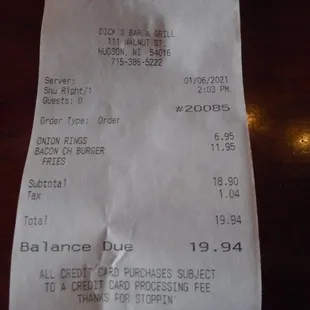 DICK'S BAR & GRILL
111 WALNUT ST.
HUDSON, WI 54016
715-386-5222
Server: 01/06/2021
SWW Right/1 2:03 PM
Guests: 0
#20085
Order Type: Order
ONION RINGS 6.95
BACON CH BURGER 11.95
FRIES
Subtotal 18.90
Tax 1.04
Total 19.94
Balance Due 19.94
ALL CREDIT CARD PURCHASES SUBJECT
TO A CREDIT CARD PROCESSING FEE
THANKS FOR STOPPIN'